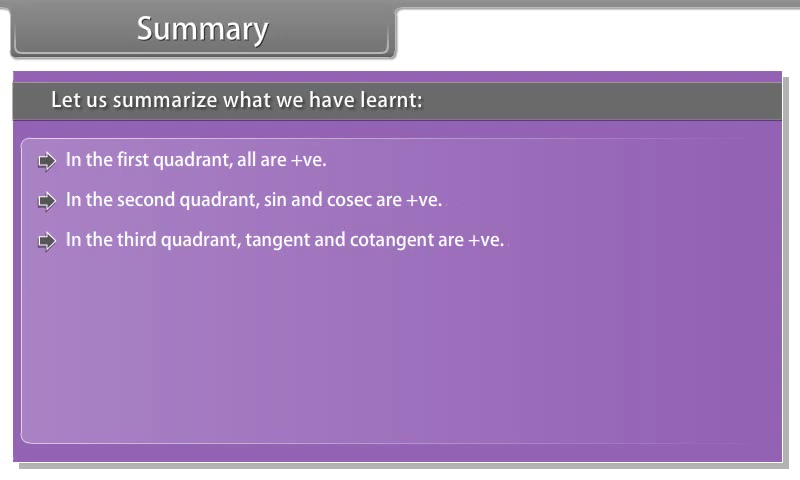 Summary
Let us summarize what we have learnt:
In the first quadrant, all are +ve.
In the second quadrant, sin and cosec are +ve.
In the third quadrant, tangent and cotangent are +ve.